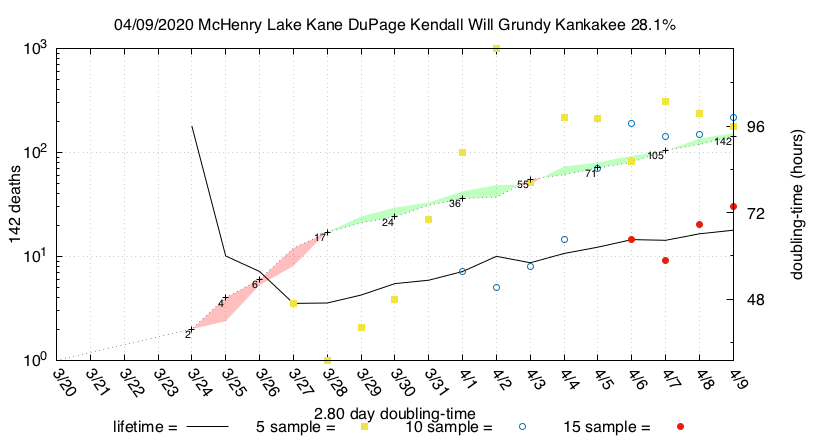 04/09/2020 McHenry Lake Kane DuPage Kendall Will Grundy Kankakee 28.1%
10³
10²
10¹
10⁰
142 deaths
2
4
6
17
24
36
55
71
105
142
96
72
48
doubling-time (hours)
3/20 3/21 3/22 3/23 3/24 3/25 3/26 3/27 3/28 3/29 3/30 3/31 4/1 4/2 4/3 4/4 4/5 4/6 4/7 4/8 4/9
2.80 day doubling-time
lifetime = 5 sample = 10 sample = 15 sample =